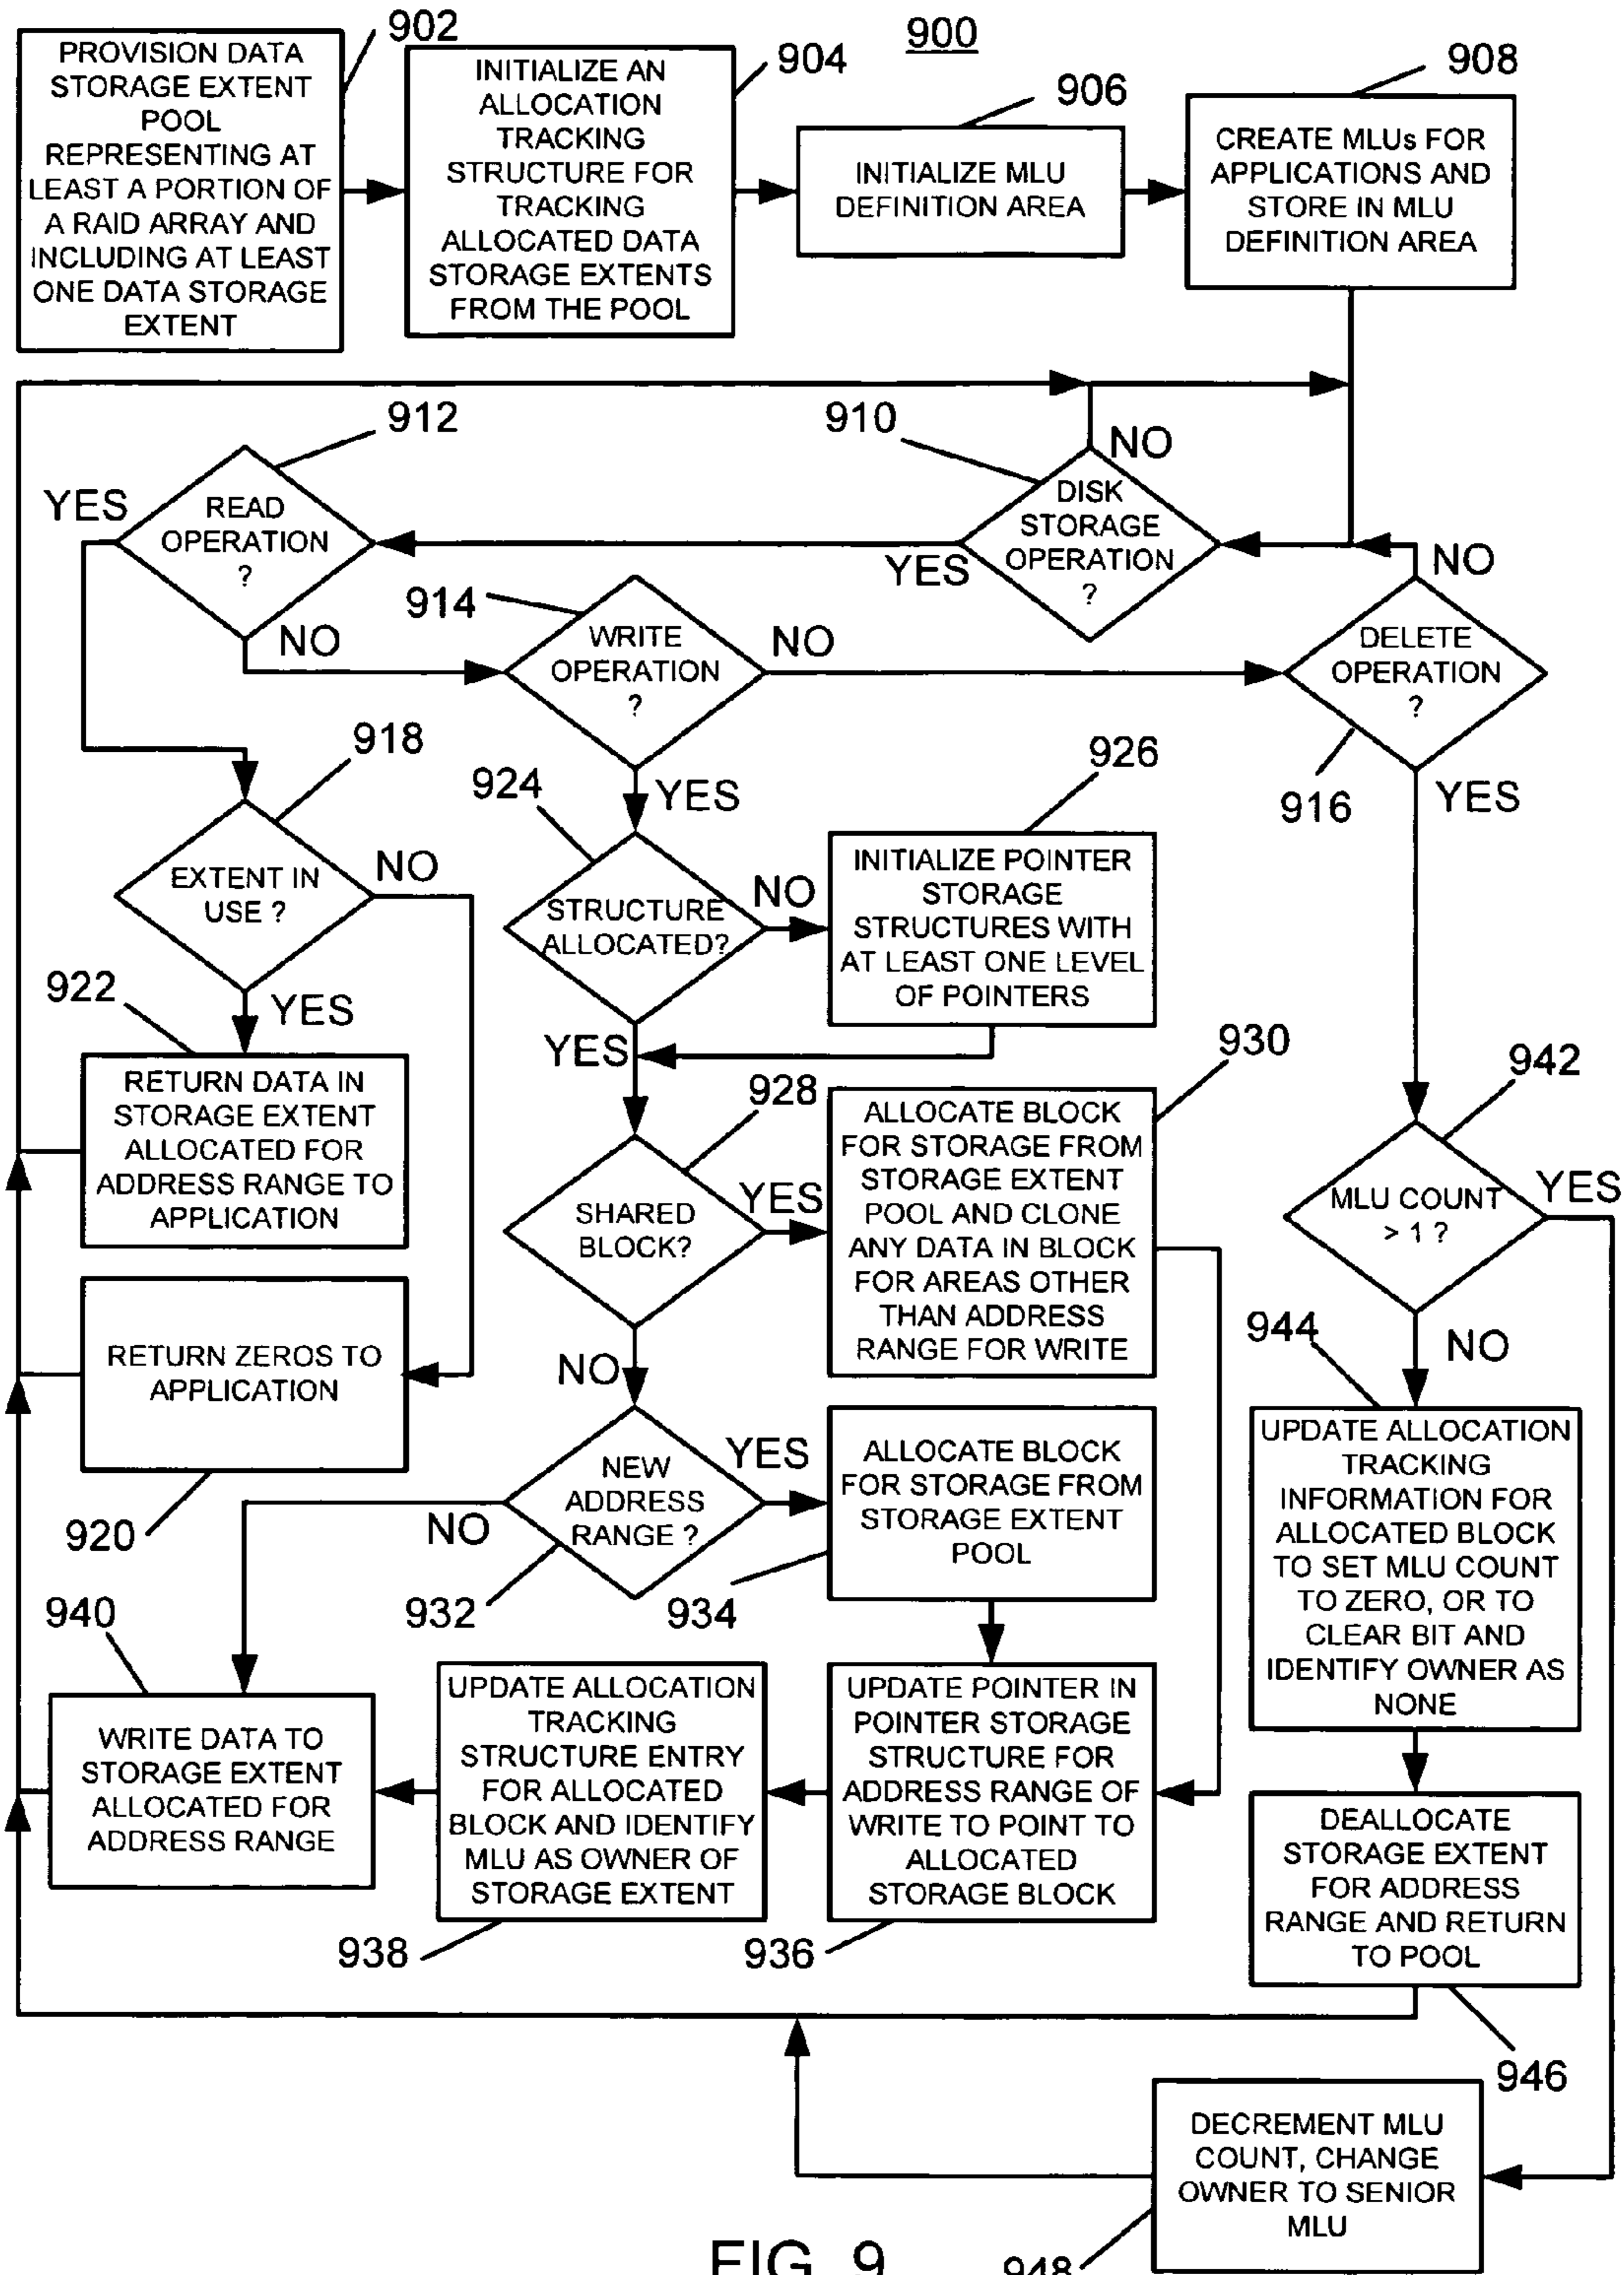 900
902
PROVISION DATA
STORAGE EXTENT
POOL
REPRESENTING AT
LEAST A PORTION OF
A RAID ARRAY AND
INCLUDING AT LEAST
ONE DATA STORAGE
EXTENT
904
INITIALIZE AN
ALLOCATION
TRACKING
STRUCTURE FOR
TRACKING
ALLOCATED DATA
STORAGE EXTENTS
FROM THE POOL
906
INITIALIZE MLU
DEFINITION AREA
908
CREATE MLUs FOR
APPLICATIONS AND
STORE IN MLU
DEFINITION AREA
910
NO
DISK
STORAGE
OPERATION
?
YES
912
YES
READ
OPERATION
?
NO
914
WRITE
OPERATION
?
NO
YES
NO
DELETE
OPERATION
?
916
YES
918
EXTENT IN
USE ?
NO
YES
922
RETURN DATA IN
STORAGE EXTENT
ALLOCATED FOR
ADDRESS RANGE TO
APPLICATION
RETURN ZEROS TO
APPLICATION
920
924
STRUCTURE
ALLOCATED?
NO
YES
926
INITIALIZE POINTER
STORAGE
STRUCTURES WITH
AT LEAST ONE LEVEL
OF POINTERS
928
SHARED
BLOCK?
YES
NO
930
ALLOCATE BLOCK
FOR STORAGE FROM
STORAGE EXTENT
POOL AND CLONE
ANY DATA IN BLOCK
FOR AREAS OTHER
THAN ADDRESS
RANGE FOR WRITE
NEW
ADDRESS
RANGE ?
YES
NO
932
ALLOCATE BLOCK
FOR STORAGE FROM
STORAGE EXTENT
POOL
934
UPDATE POINTER IN
POINTER STORAGE
STRUCTURE FOR
ADDRESS RANGE OF
WRITE TO POINT TO
ALLOCATED
STORAGE BLOCK
936
UPDATE ALLOCATION
TRACKING
STRUCTURE ENTRY
FOR ALLOCATED
BLOCK AND IDENTIFY
MLU AS OWNER OF
STORAGE EXTENT
938
940
WRITE DATA TO
STORAGE EXTENT
ALLOCATED FOR
ADDRESS RANGE
942
MLU COUNT
> 1 ?
YES
NO
944
UPDATE ALLOCATION
TRACKING
INFORMATION FOR
ALLOCATED BLOCK
TO SET MLU COUNT
TO ZERO, OR TO
CLEAR BIT AND
IDENTIFY OWNER AS
NONE
DEALLOCATE
STORAGE EXTENT
FOR ADDRESS
RANGE AND RETURN
TO POOL
946
DECREMENT MLU
COUNT, CHANGE
OWNER TO SENIOR
MLU
948
FIG. 9